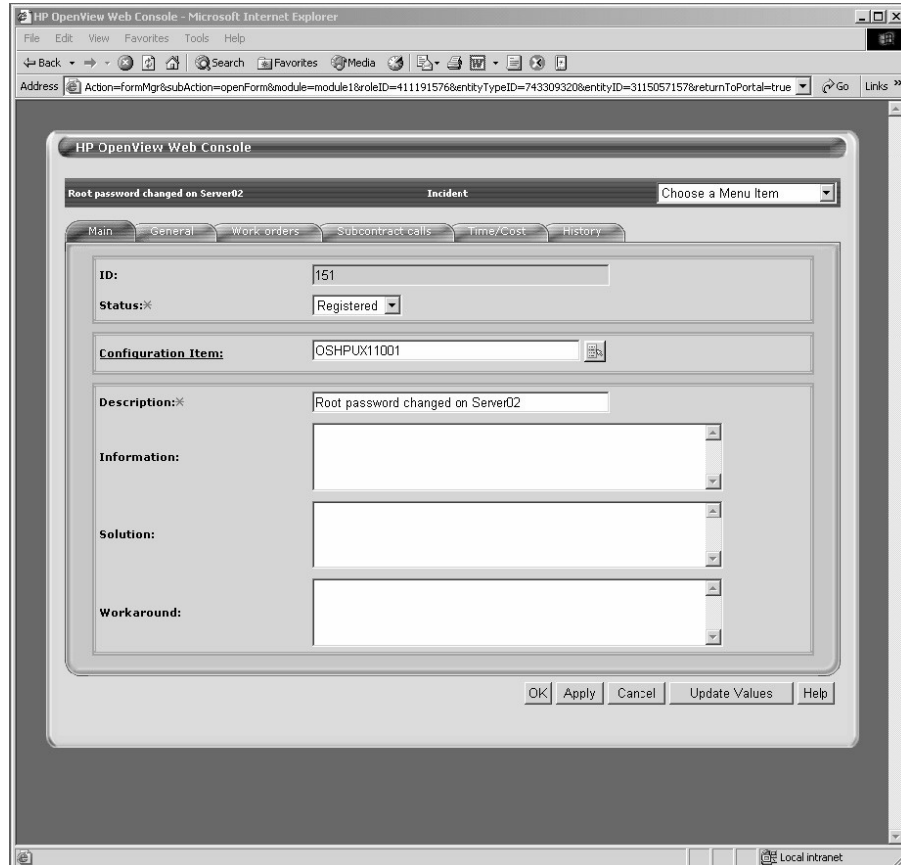 HP OpenView Web Console - Microsoft Internet Explorer
File Edit View Favorites Tools Help
Back Search Favorites Media
Address Action=formMgr&subAction=openForm&module=module1&roleID=411191576&entityTypeID=743309320&entityID=3115057157&returnToPortal=true Go Links »
HP OpenView Web Console
Root password changed on Server02 Incident Choose a Menu Item
Main General Work orders Subcontract calls Time/Cost History
ID: 151
Status:* Registered
Configuration Item: OSHPUX11001
Description:* Root password changed on Server02
Information:
Solution:
Workaround:
OK Apply Cancel Update Values Help
Local intranet